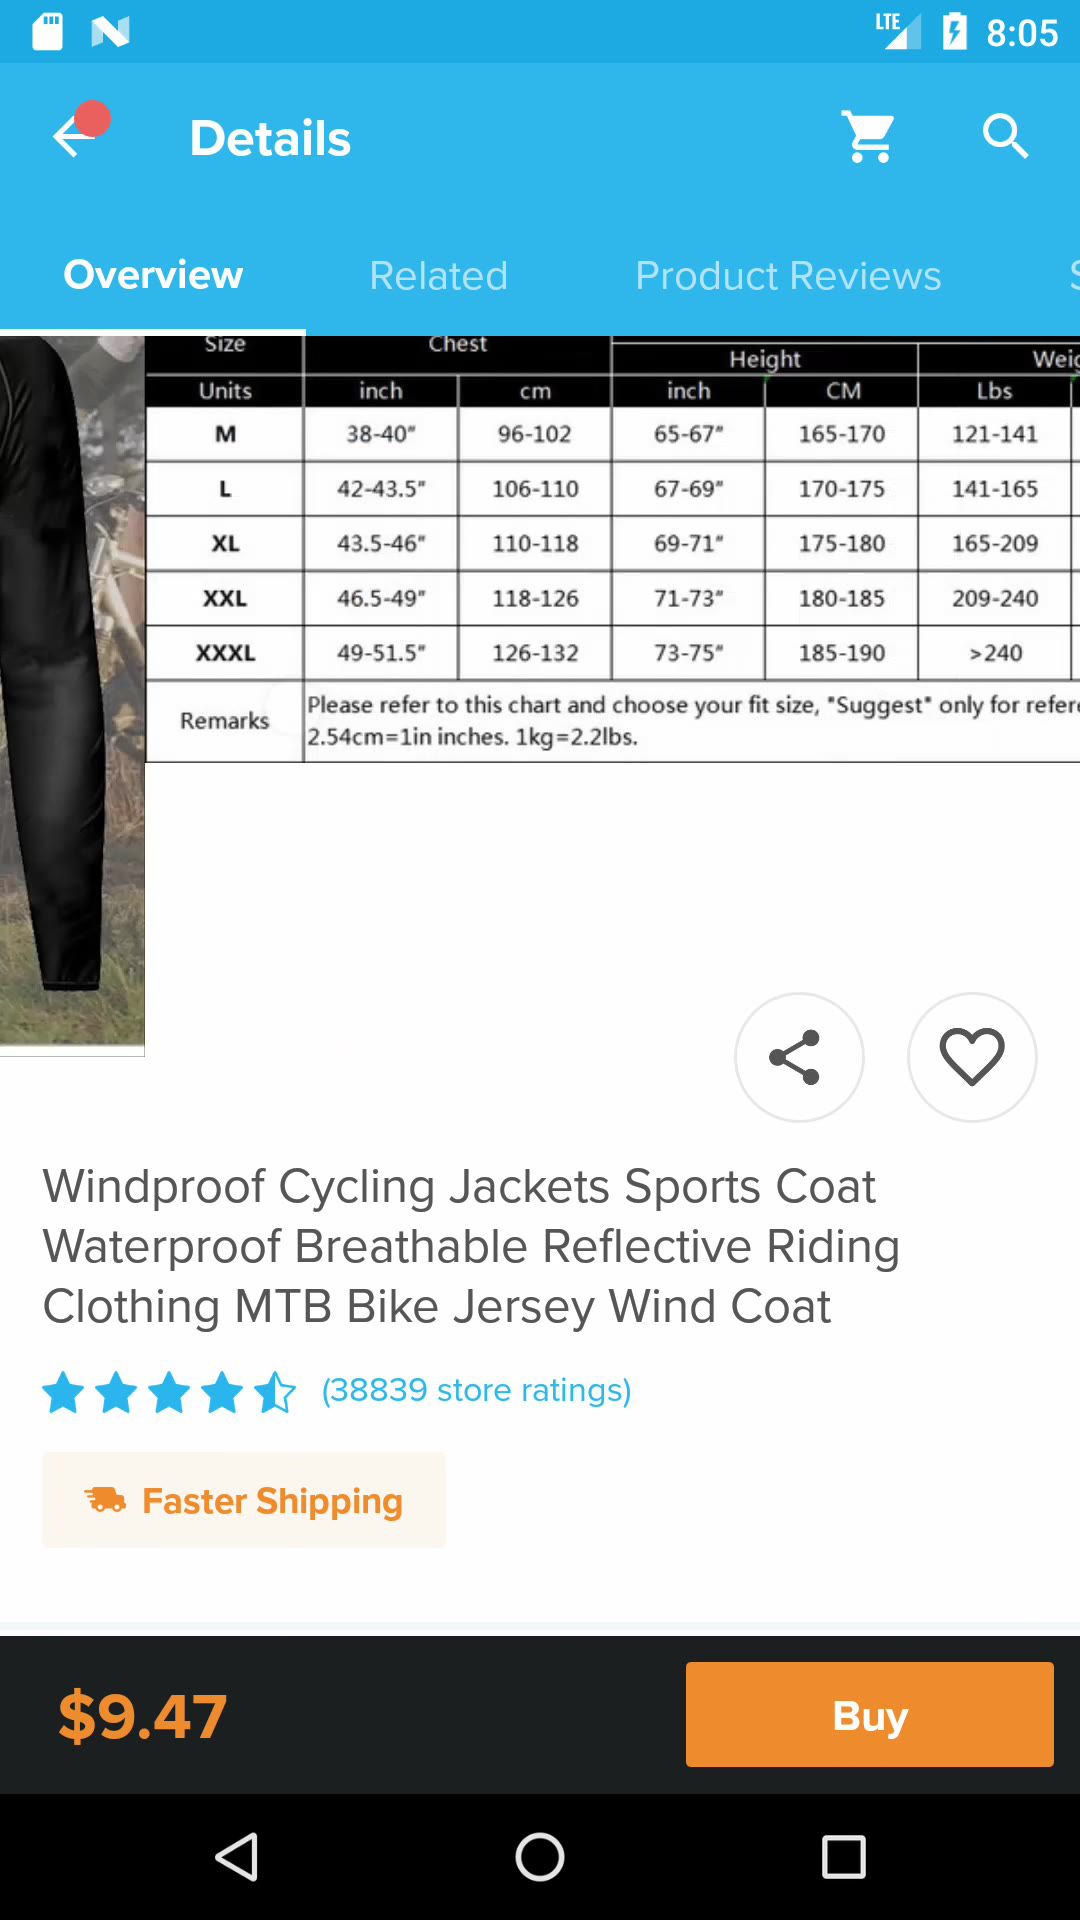 LTE 8:05
Details
Overview Related Product Reviews
Size Chest
Height
Units inch cm inch CM Lbs
M 38-40" 96-102 65-67" 165-170 121-141
L 42-43.5" 106-110 67-69" 170-175 141-165
XL 43.5-46" 110-118 69-71" 175-180 165-209
XXL 46.5-49" 118-126 71-73" 180-185 209-240
XXXL 49-51.5" 126-132 73-75" 185-190 >240
Remarks Please refer to this chart and choose your fit size, "Suggest" only for
2.54cm=1in inches. 1kg=2.2lbs.
Windproof Cycling Jackets Sports Coat
Waterproof Breathable Reflective Riding
Clothing MTB Bike Jersey Wind Coat
(38839 store ratings)
Faster Shipping
$9.47 Buy